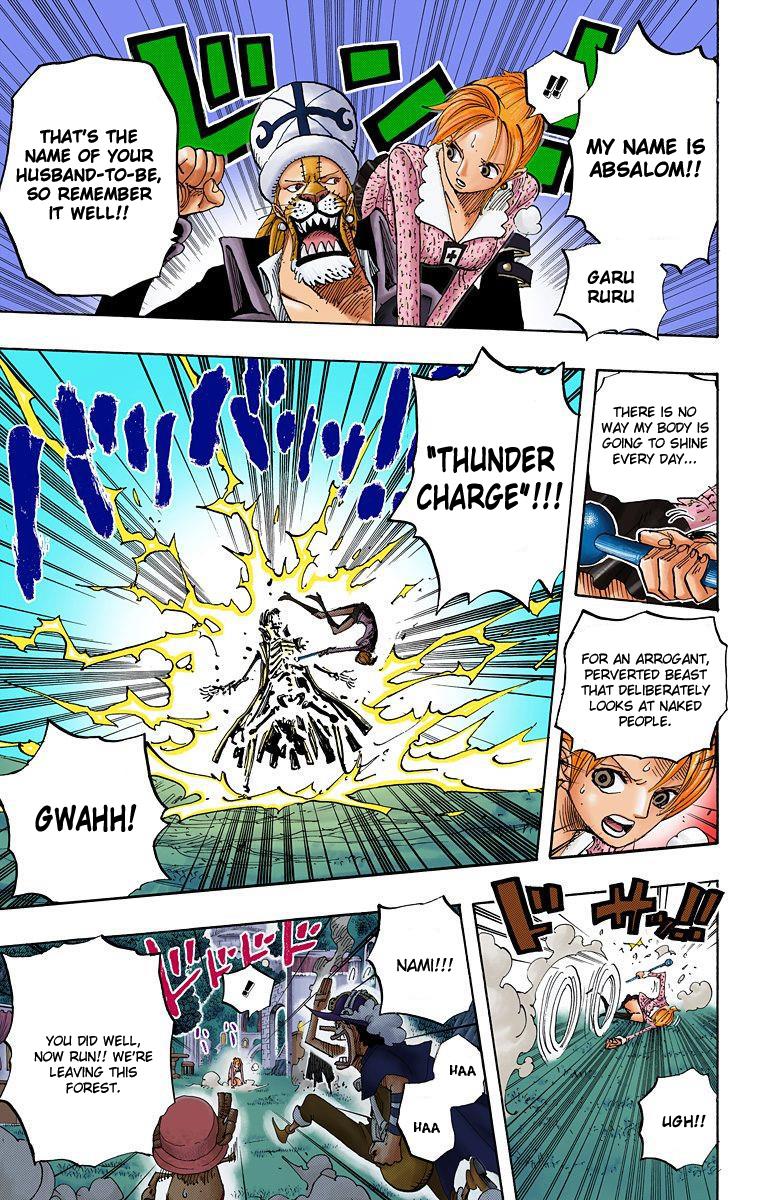 ドン!!
!!
MY NAME IS
ABSALOM!!
GARU
RURU
THAT'S THE
NAME OF YOUR
HUSBAND-TO-BE,
SO REMEMBER
IT WELL!!
THERE IS NO
WAY MY BODY IS
GOING TO SHINE
EVERY DAY...
FOR AN ARROGANT,
PERVERTED BEAST
THAT DELIBERATELY
LOOKS AT NAKED
PEOPLE.
"THUNDER
CHARGE"!!!
バリバリッ!!
GWAHH!
ドサッ!!
UGH!!
NAMI!!!
HAA
HAA
!
ドドドドド
YOU DID WELL,
NOW RUN!! WE'RE
LEAVING THIS
FOREST.